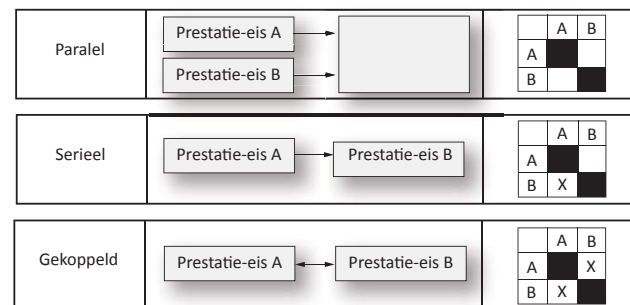 Paralel
Prestatie-eis A
Prestatie-eis B
A B
A
B
Serieel
Prestatie-eis A
Prestatie-eis B
A B
A
B X
Gekoppeld
Prestatie-eis A
Prestatie-eis B
A B
A X
B X